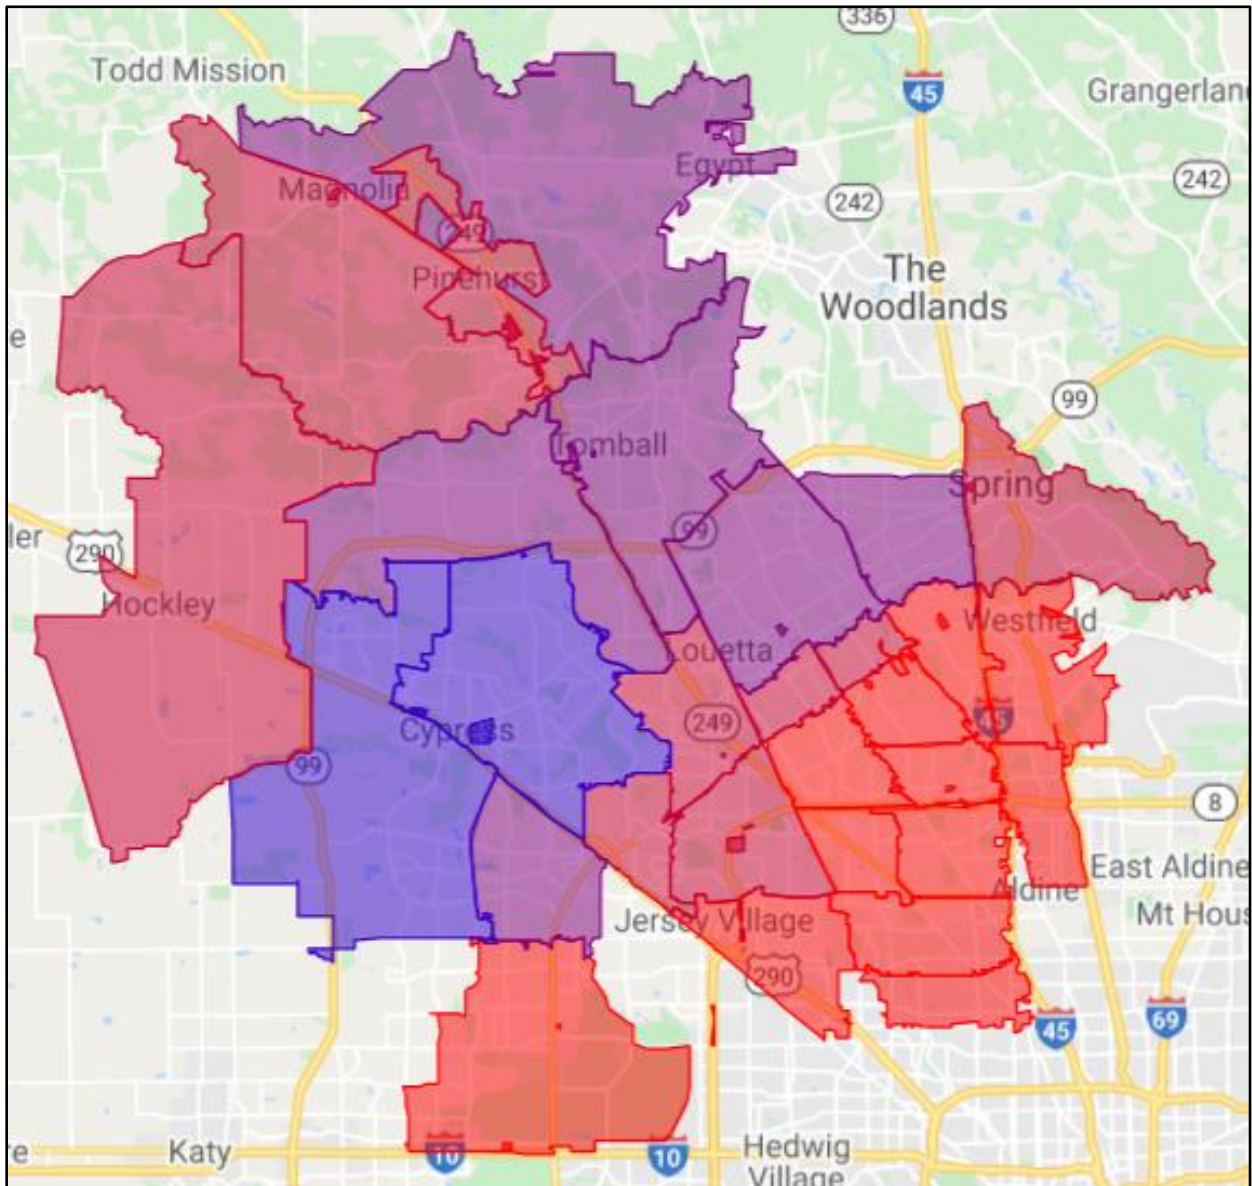 336
Todd Mission
45
Grangerland
Egypt
242
Magnolia
242
249
Pinehurst
The
Woodlands
e
99
Tomball
Spring
99
ler
290
Hockley
Westfield
Louetta
249
45
Cypress
99
8
East Aldine
Aldine
Mt Hous
Jersey Village
290
45
69
Katy
10
10
Hedwig
Village
re